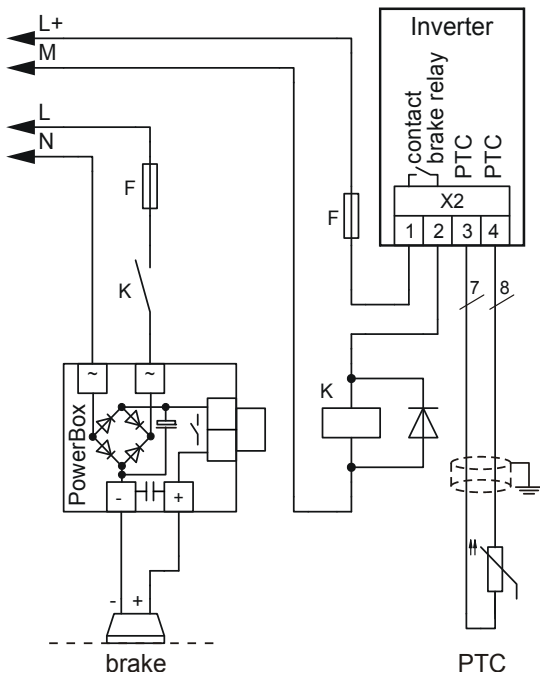 L+
Inverter
M
contact
brake relay
PTC
PTC
L
N
F
X2
F
1 2 3 4
K
7 8
~ ~
K
PowerBox
- +
- +
brake
PTC